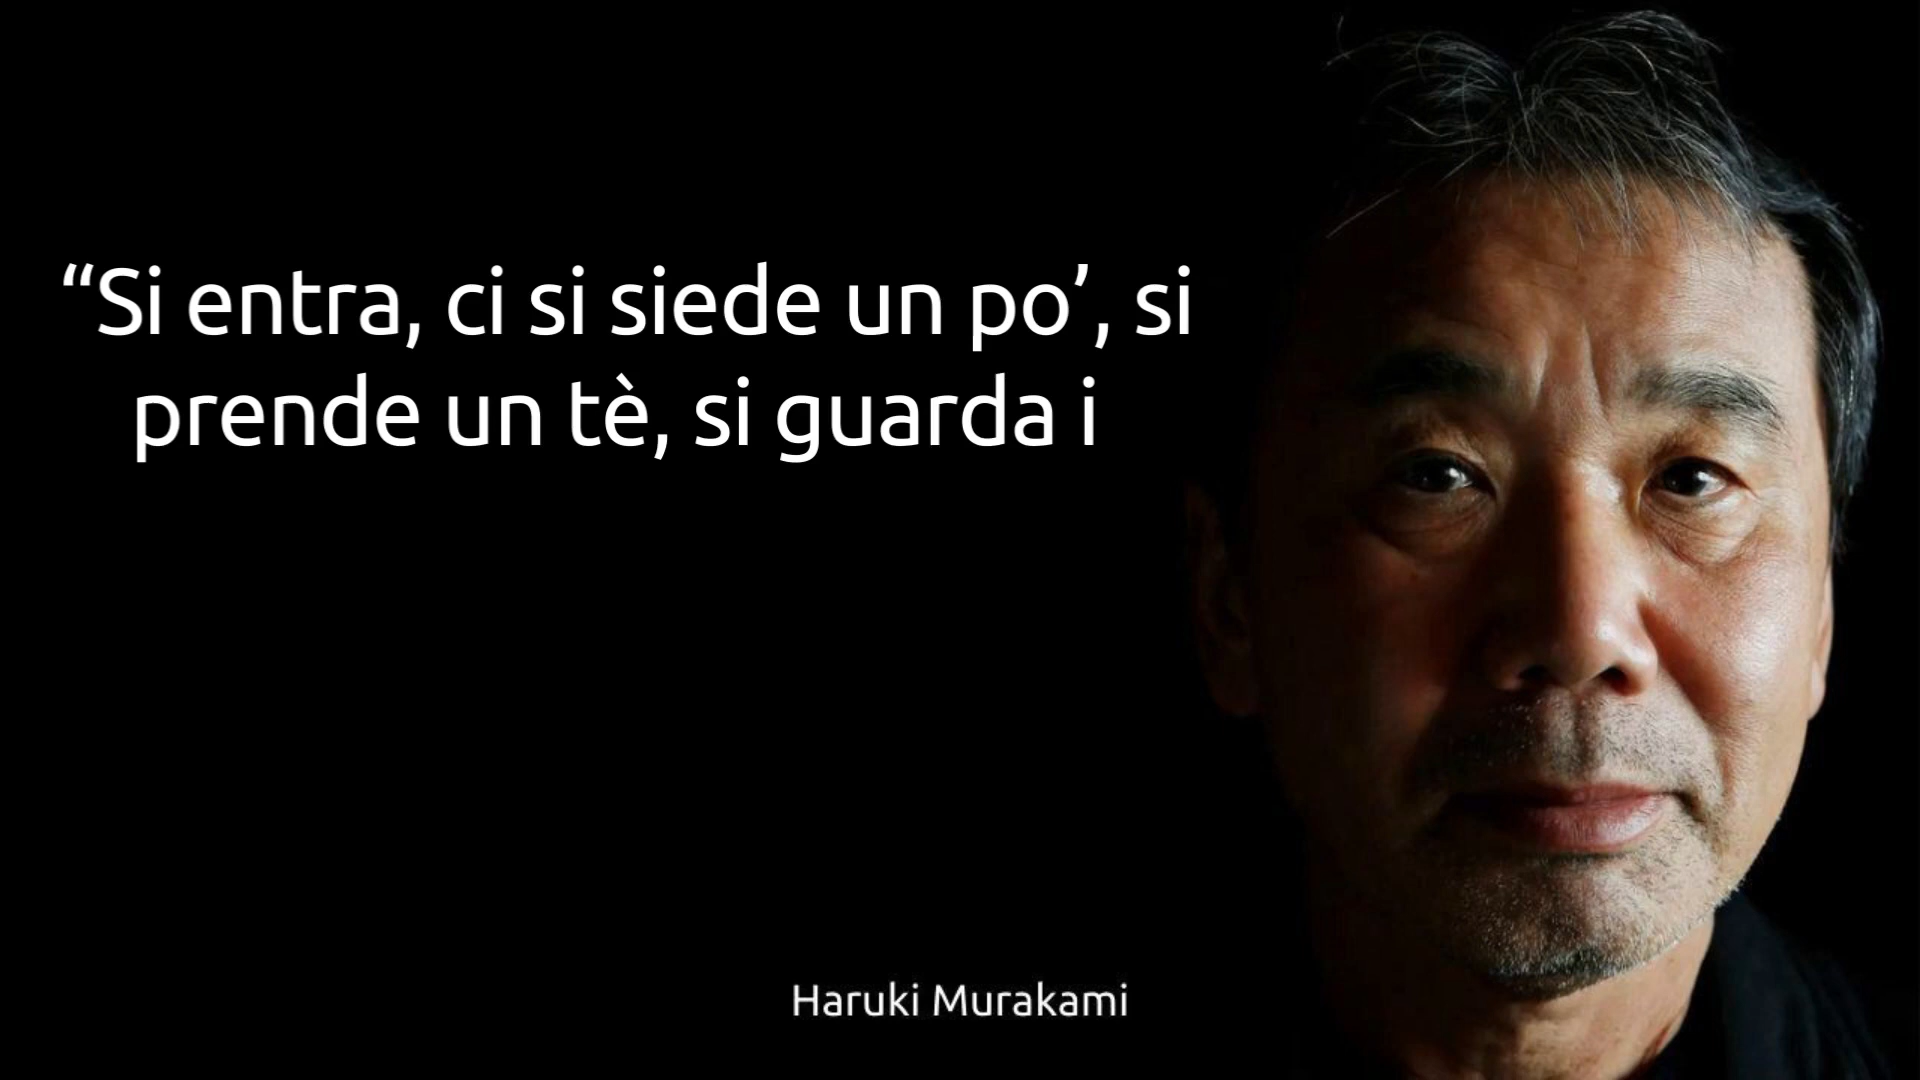 “Si entra, ci si siede un po’, si
prende un tè, si guarda i
Haruki Murakami